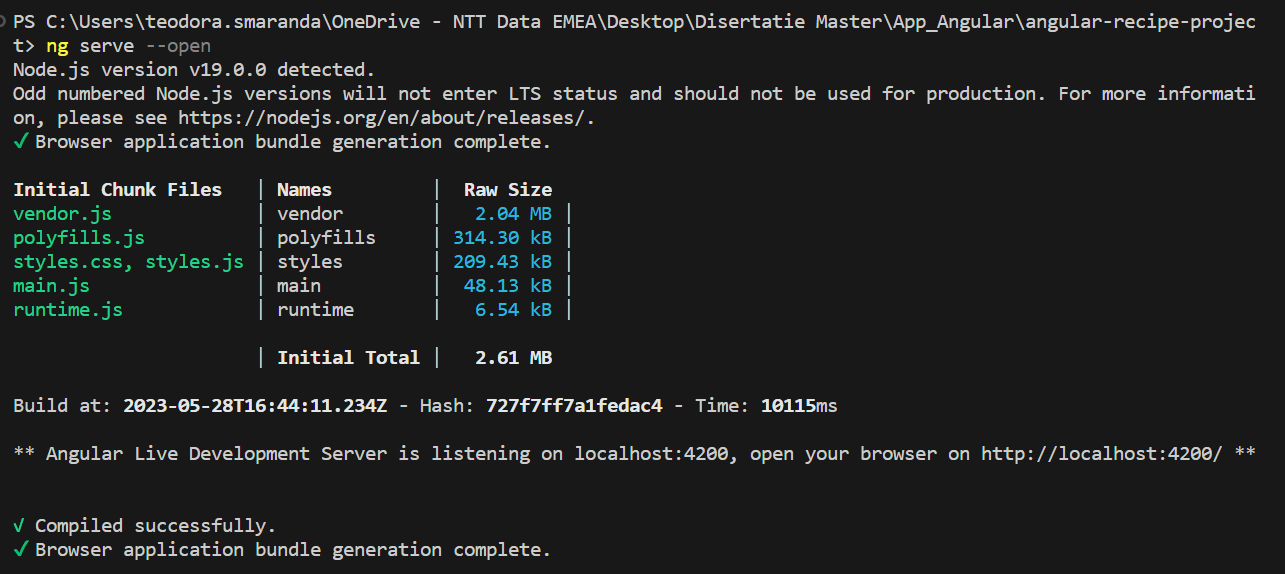 PS C:\Users\teodora.smaranda\OneDrive - NTT Data EMEA\Desktop\Disertatie Master\App_Angular\angular-recipe-projec
t> ng serve --open
Node.js version v19.0.0 detected.
Odd numbered Node.js versions will not enter LTS status and should not be used for production. For more informati
on, please see https://nodejs.org/en/about/releases/.
✓ Browser application bundle generation complete.

Initial Chunk Files   | Names         |  Raw Size
vendor.js             | vendor        |   2.04 MB |
polyfills.js          | polyfills     | 314.30 kB |
styles.css, styles.js | styles        | 209.43 kB |
main.js               | main          |  48.13 kB |
runtime.js            | runtime       |   6.54 kB |

                      | Initial Total |   2.61 MB

Build at: 2023-05-28T16:44:11.234Z - Hash: 727f7ff7a1fedac4 - Time: 10115ms

** Angular Live Development Server is listening on localhost:4200, open your browser on http://localhost:4200/ **


√ Compiled successfully.
✓ Browser application bundle generation complete.